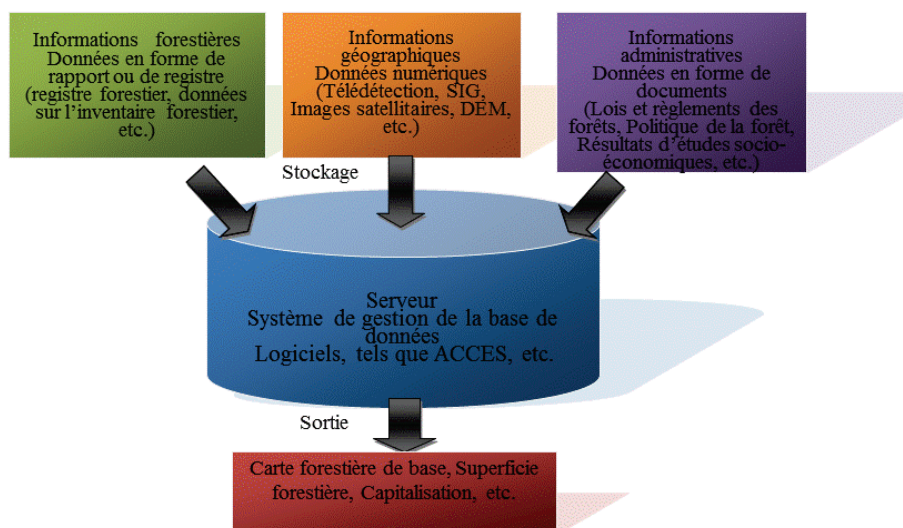 Informations forestières
Données en forme de
rapport ou de registre
(registre forestier, données
sur l'inventaire forestier,
etc.)
Informations
géographiques
Données numériques
(Télédétection, SIG,
Images satellitaires, DEM,
etc.)
Informations
administratives
Données en forme de
documents
(Lois et règlements des
forêts, Politique de la forêt,
Résultats d'études socio-
économiques, etc.)
Stockage
Serveur
Système de gestion de la base de
données
Logiciels, tels que ACCES, etc.
Sortie
Carte forestière de base, Superficie
forestière, Capitalisation, etc.